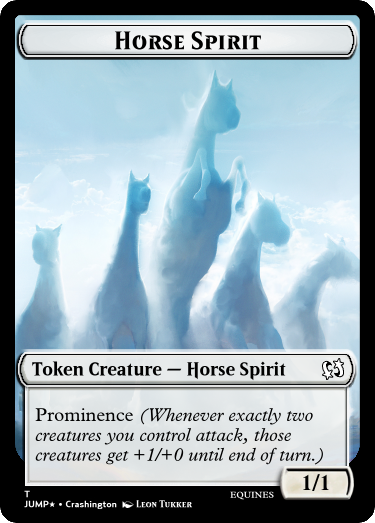 Horse Spirit
Token Creature — Horse Spirit
Prominence (Whenever exactly two
creatures you control attack, those
creatures get +1/+0 until end of turn.)
1/1
T
EQUINES
JUMP★ • Crashington Leon Tukker